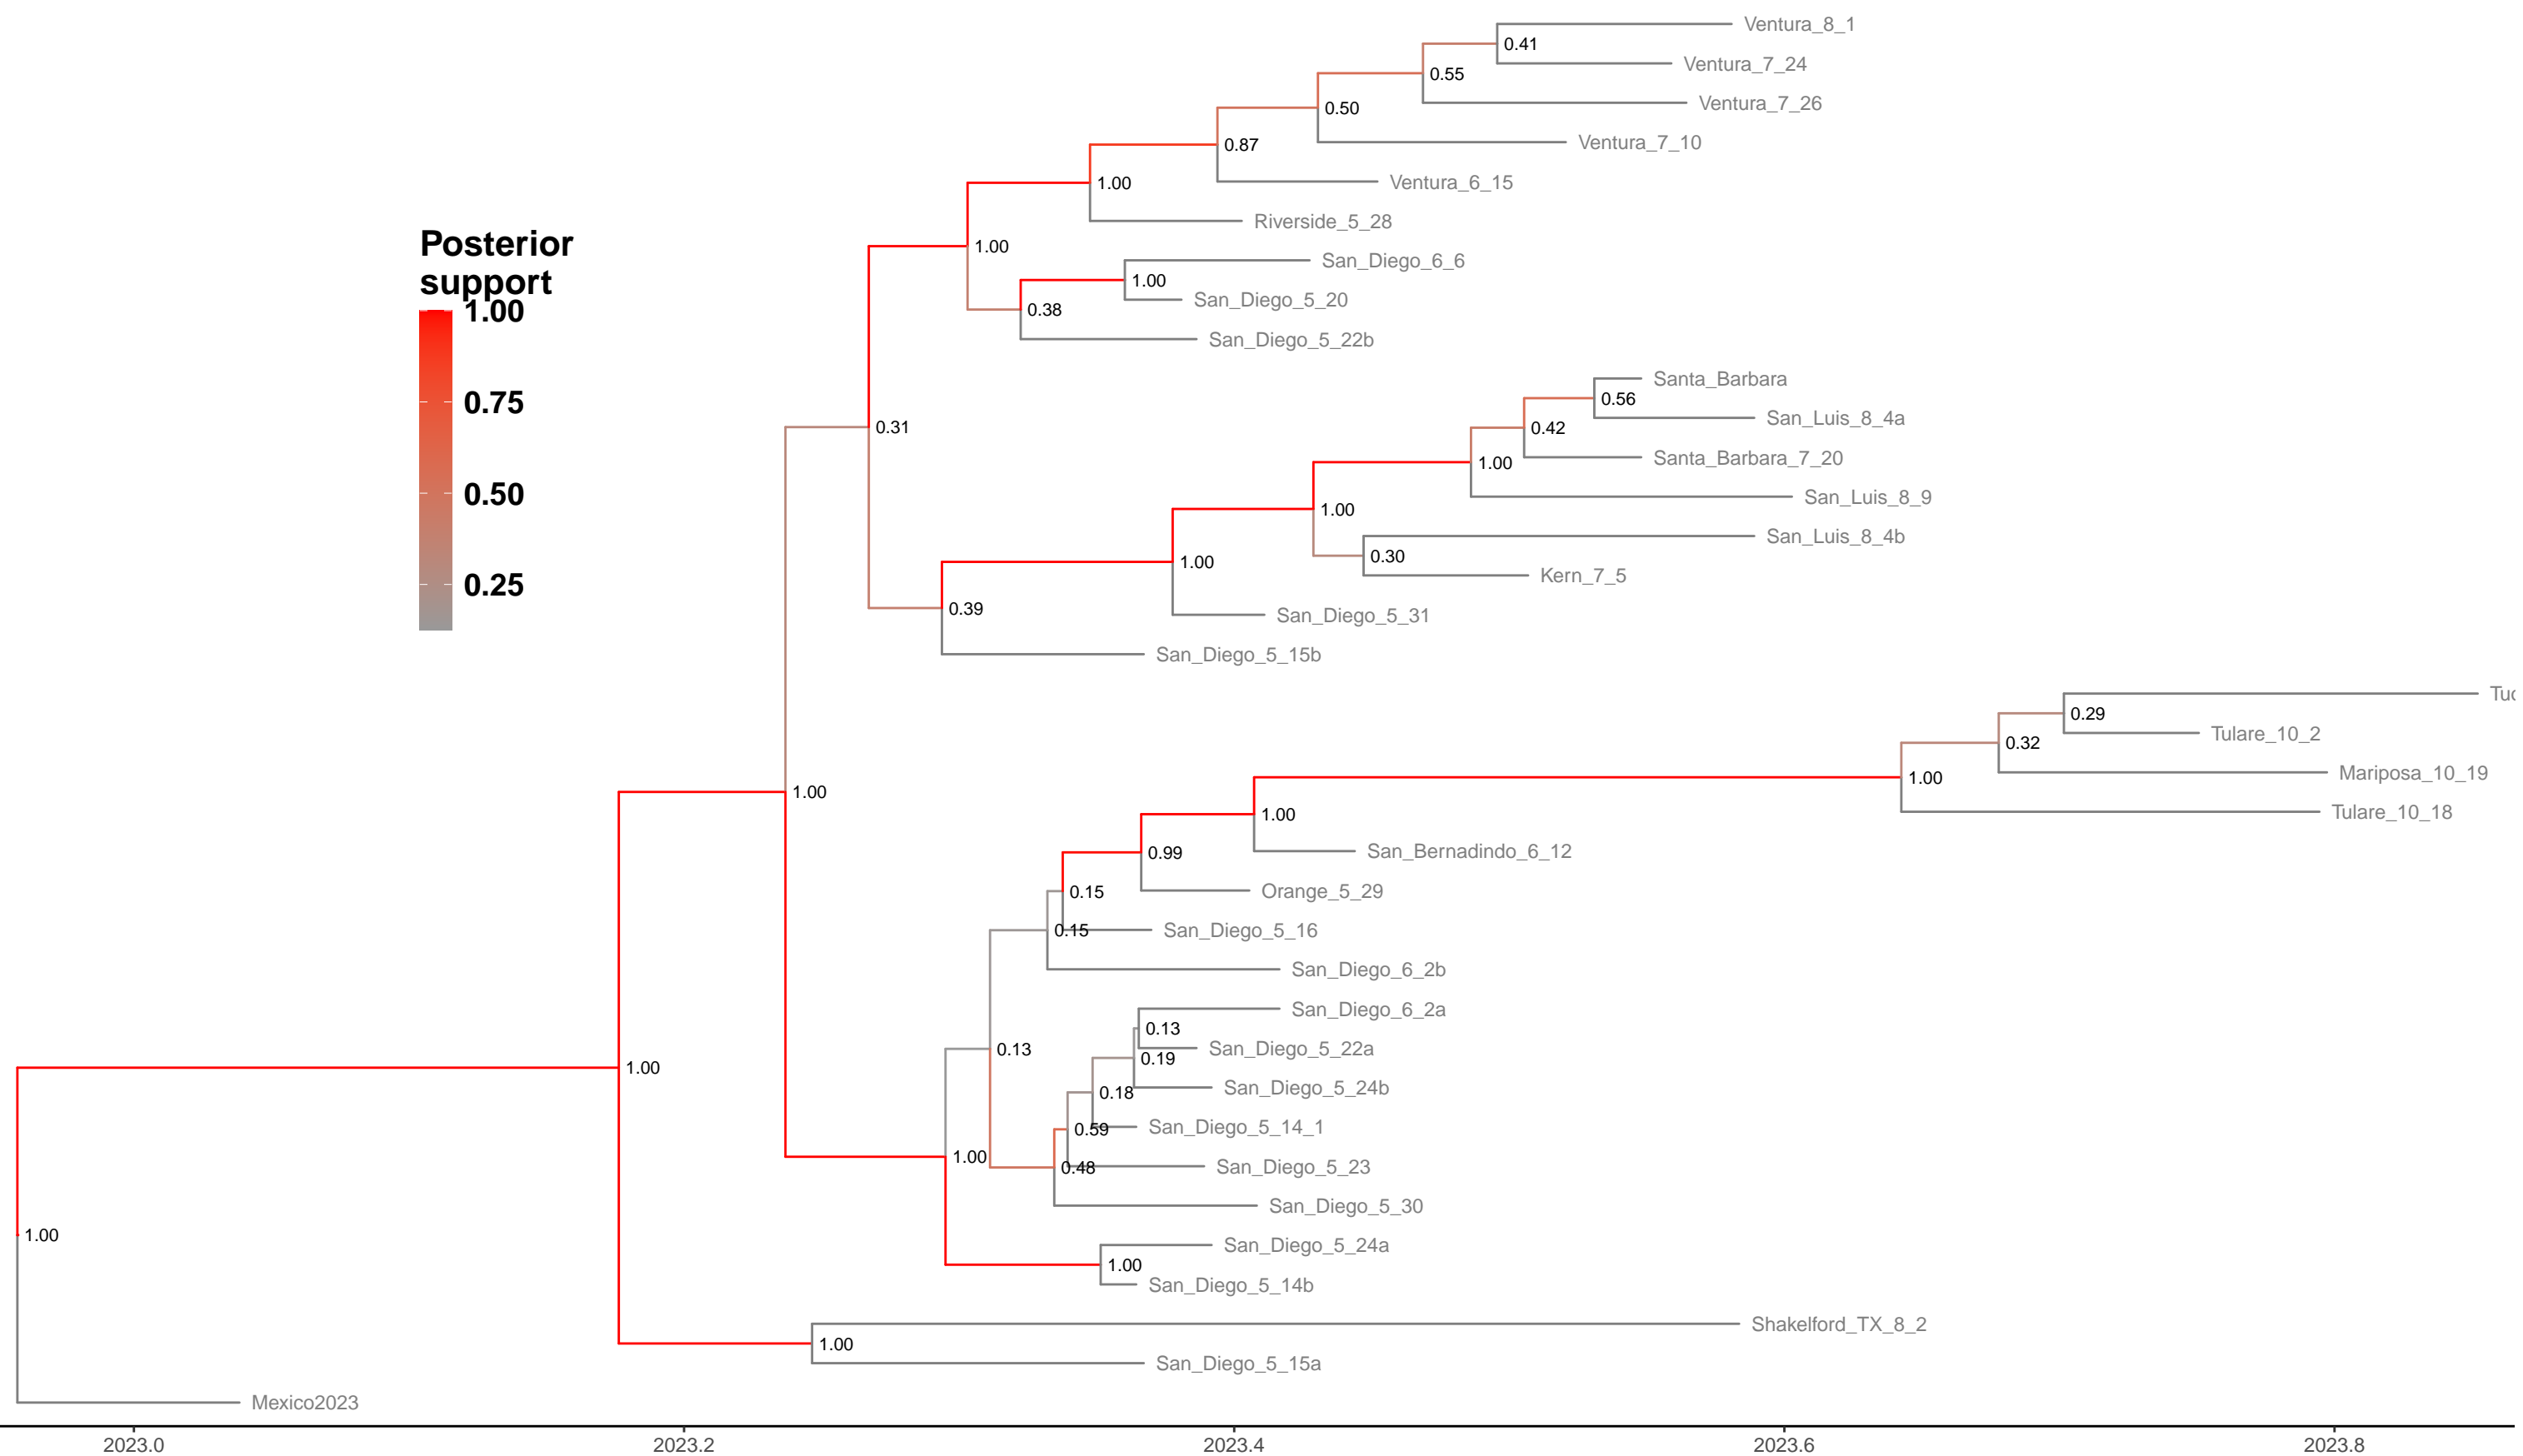 Ventura_8_1
0.41
Ventura_7_24
0.55
Ventura_7_26
0.50
Ventura_7_10
0.87
Ventura_6_15
1.00
Riverside_5_28
Posterior
support
1.00
San_Diego_6_6
1.00
San_Diego_5_20
0.38
1.00
San_Diego_5_22b
Santa_Barbara
0.56
0.75
San_Luis_8_4a
0.31
0.42
Santa_Barbara_7_20
1.00
0.50
San_Luis_8_9
1.00
San_Luis_8_4b
0.30
1.00
Kern_7_5
0.25
0.39
San_Diego_5_31
San_Diego_5_15b
Tuc
0.29
Tulare_10_2
0.32
Mariposa_10_19
1.00
1.00
Tulare_10_18
1.00
0.99
San_Bernadindo_6_12
0.15
Orange_5_29
0.15
San_Diego_5_16
San_Diego_6_2b
San_Diego_6_2a
0.13
0.13
San_Diego_5_22a
0.19
1.00
San_Diego_5_24b
0.18
San_Diego_5_14_1
0.59
1.00
0.48
San_Diego_5_23
San_Diego_5_30
1.00
San_Diego_5_24a
1.00
San_Diego_5_14b
Shakelford_TX_8_2
1.00
San_Diego_5_15a
Mexico2023
2023.0 2023.2 2023.4 2023.6 2023.8